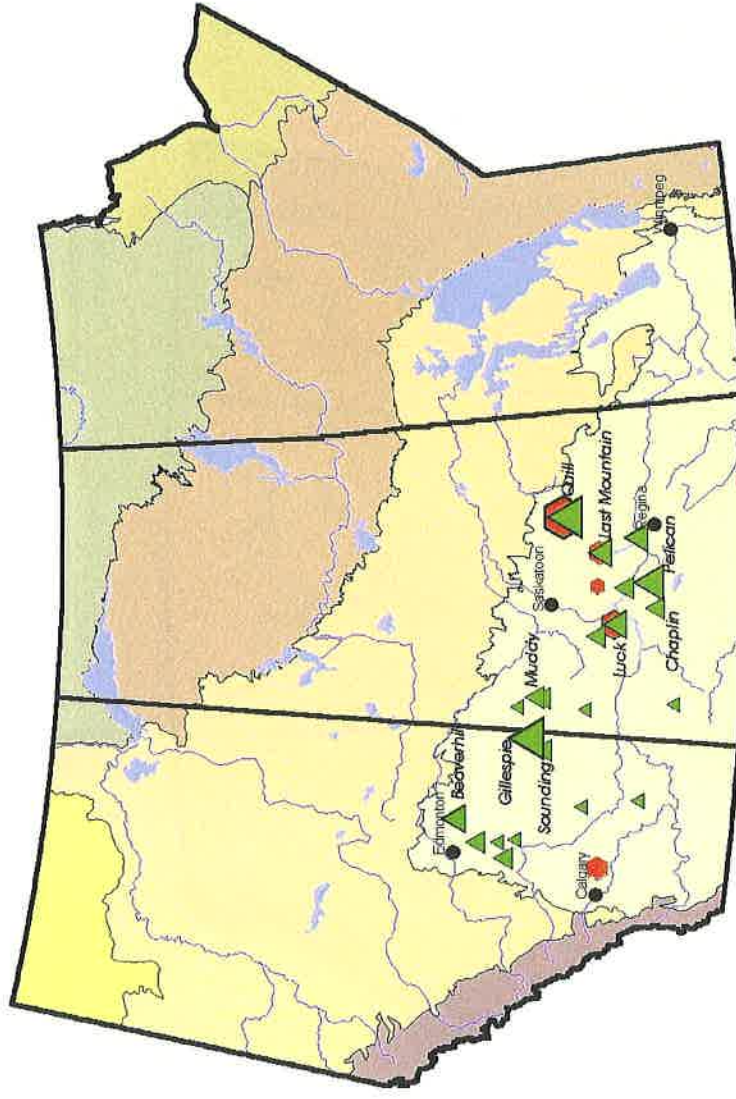 Edmonton
Beaverhill
Gillespie
Sounding
Calgary
Muddy
Saskatoon
Luck
Chaplin
Pelican
Regina
Last Mountain
Quill
Winnipeg